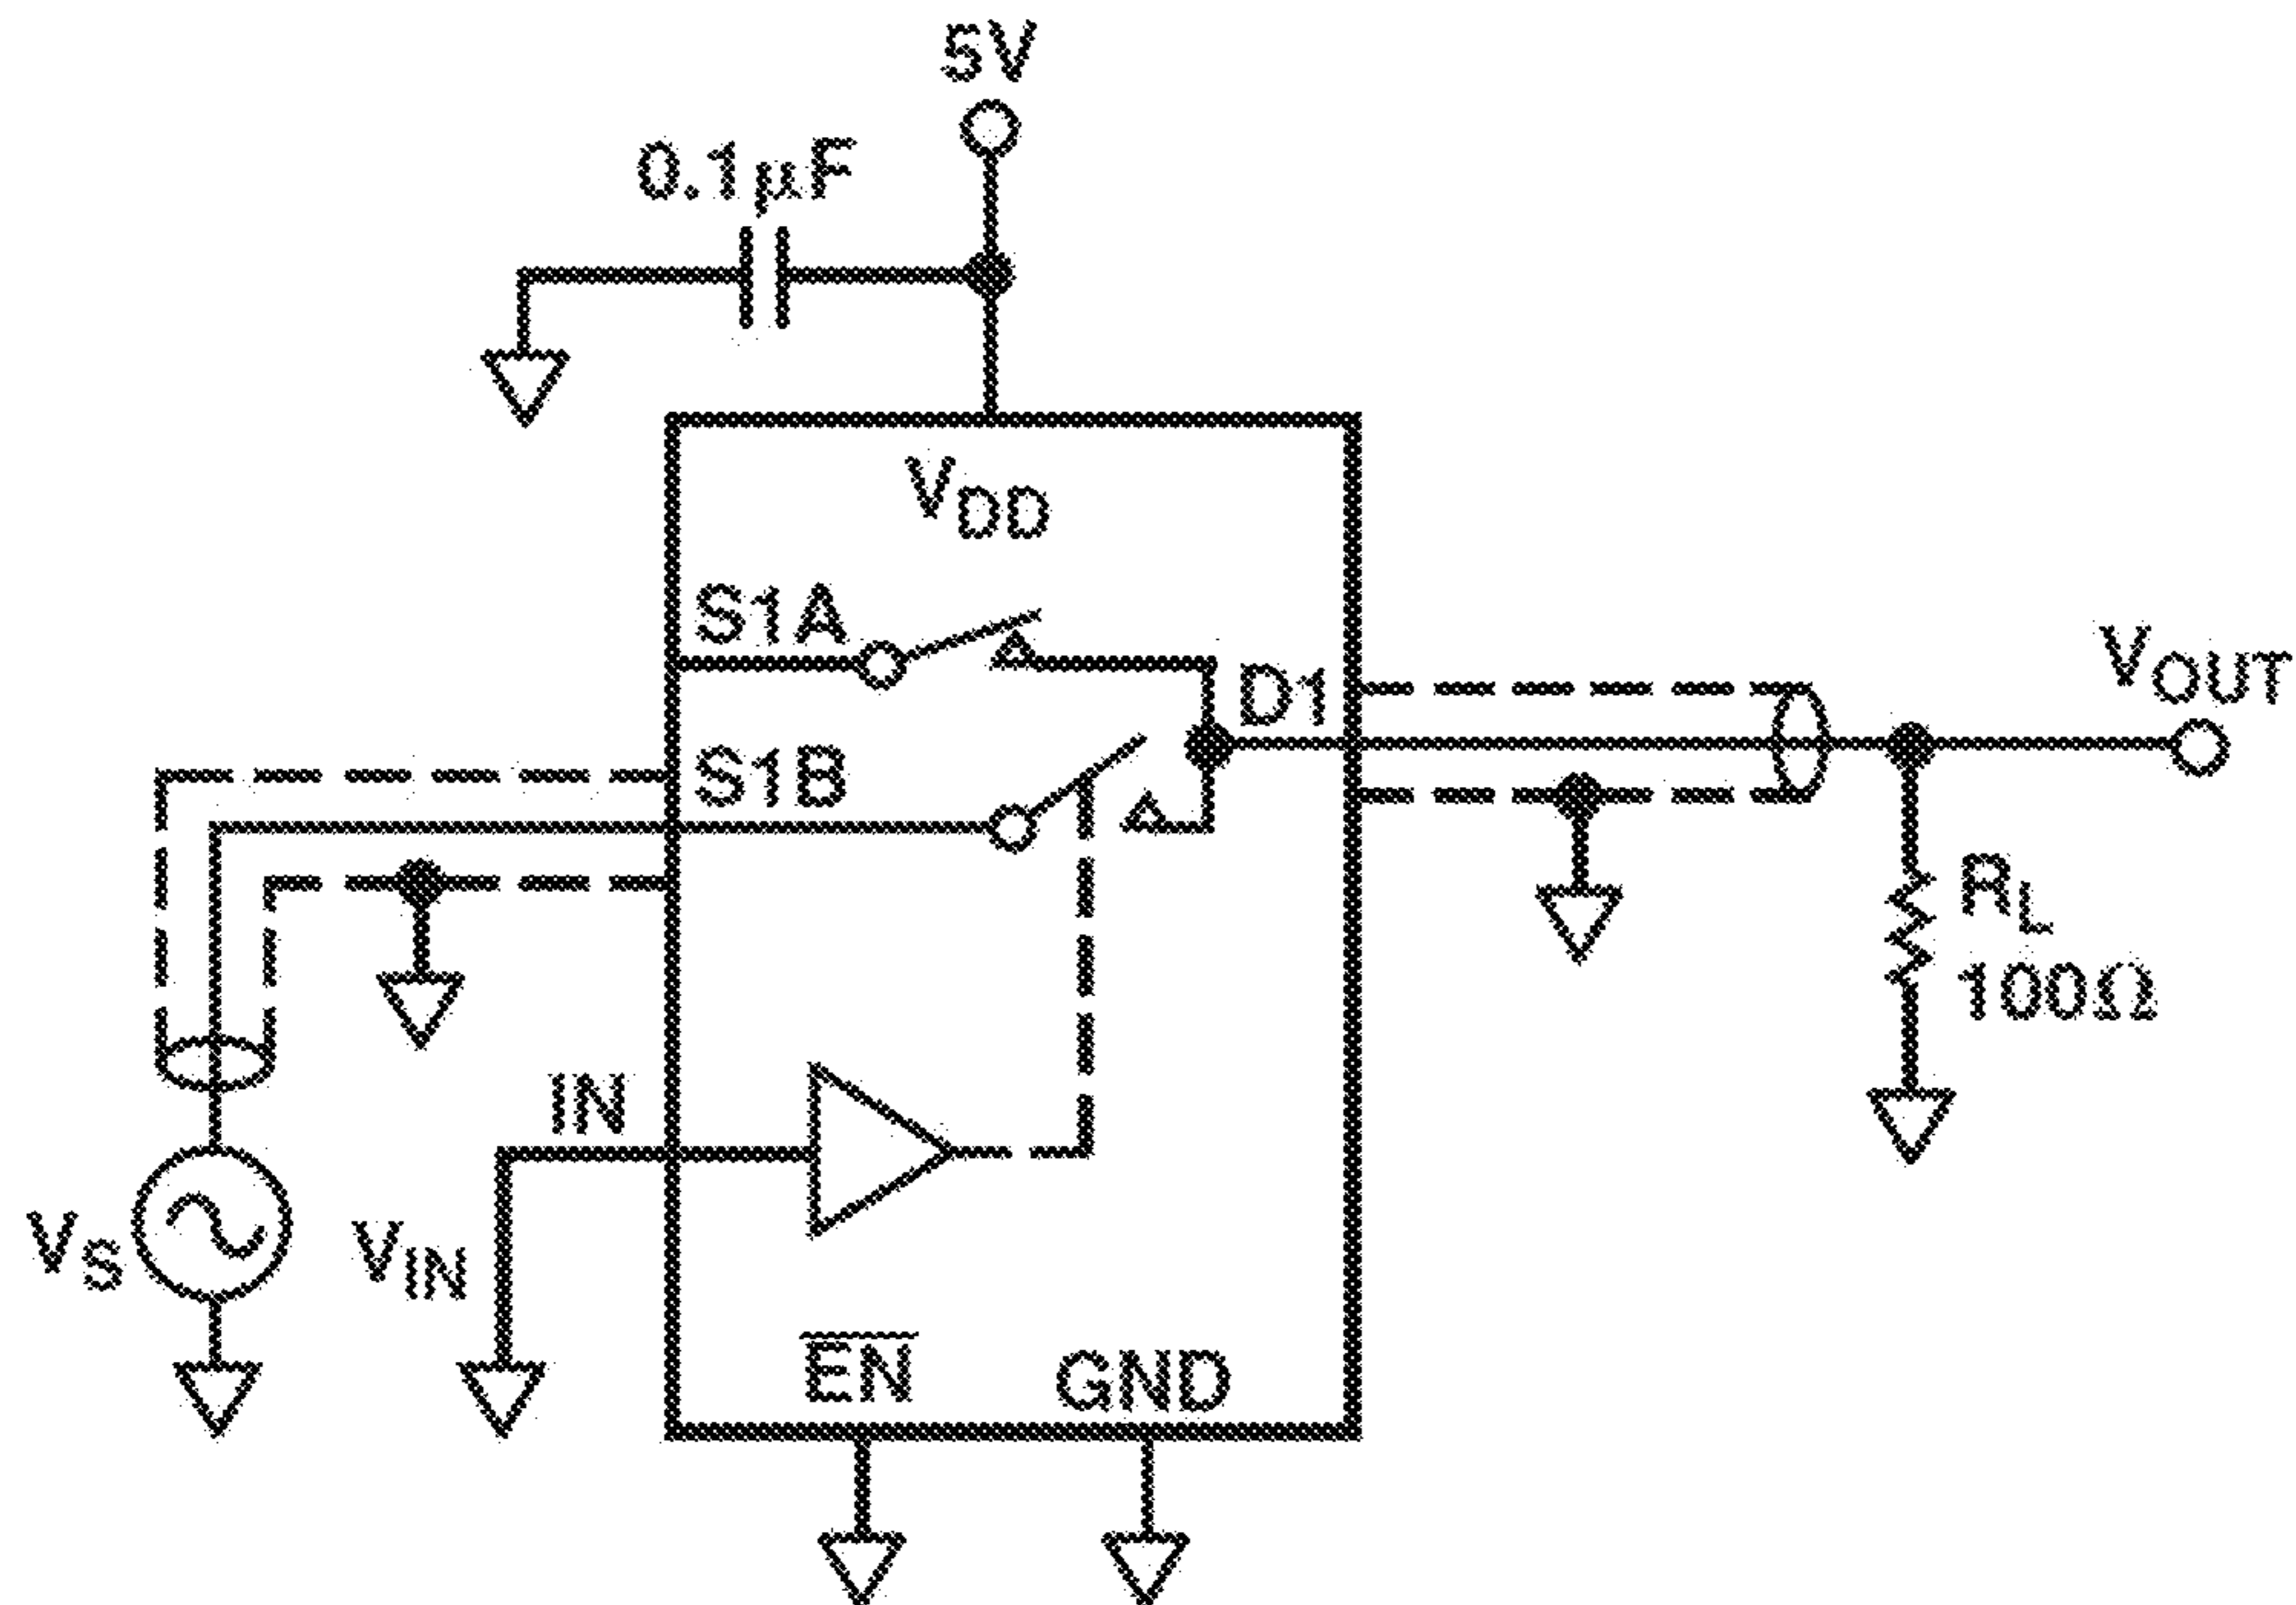 5V
0.1µF
VDD
S1A
D1
VOUT
S1B
RL
100Ω
IN
VS
VIN
EN
GND